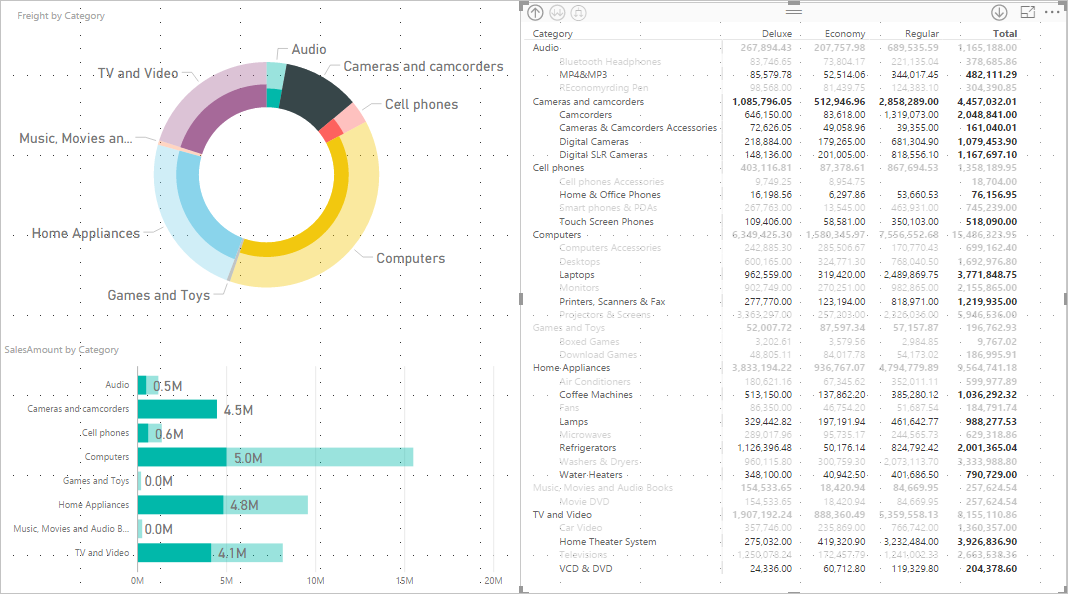 Freight by Category
Audio
Cameras and camcorders
TV and Video
Cell phones
Music, Movies an...
Home Appliances
Computers
Games and Toys
SalesAmount by Category
Audio 0.5M
Cameras and camcorders 4.5M
Cell phones 0.6M
Computers 5.0M
Games and Toys 0.0M
Home Appliances 4.8M
Music, Movies and Audio B... 0.0M
TV and Video 4.1M
0M 5M 10M 15M 20M
Category Deluxe Economy Regular Total
Audio 267,894.43 207,757.98 689,535.59 1,165,188.00
Bluetooth Headphones 83,746.65 73,804.17 221,135.04 378,685.86
MP4&MP3 85,579.78 52,514.06 344,017.45 482,111.29
REconomyrding Pen 98,568.00 81,439.75 124,383.10 304,390.85
Cameras and camcorders 1,085,796.05 512,946.96 2,858,289.00 4,457,032.01
Camcorders 646,150.00 83,618.00 1,319,073.00 2,048,841.00
Cameras & Camcorders Accessories 72,626.05 49,058.96 39,355.00 161,040.01
Digital Cameras 218,884.00 179,265.00 681,304.90 1,079,453.90
Digital SLR Cameras 148,136.00 201,005.00 818,556.10 1,167,697.10
Cell phones 403,116.81 87,378.61 867,694.53 1,358,189.95
Cell phones Accessories 9,749.25 8,954.75 18,704.00
Home & Office Phones 16,198.56 6,297.86 53,660.53 76,156.95
Smart phones & PDAs 267,763.00 13,545.00 463,931.00 745,239.00
Touch Screen Phones 109,406.00 58,581.00 350,103.00 518,090.00
Computers 6,349,425.30 1,580,345.97 7,556,552.68 15,486,323.95
Computers Accessories 242,885.30 285,506.67 170,770.43 699,162.40
Desktops 600,165.00 324,771.30 768,040.50 1,692,976.80
Laptops 962,559.00 319,420.00 2,489,869.75 3,771,848.75
Monitors 902,749.00 270,251.00 982,865.00 2,155,865.00
Printers, Scanners & Fax 277,770.00 123,194.00 818,971.00 1,219,935.00
Projectors & Screens 3,363,297.00 257,203.00 2,326,036.00 5,946,536.00
Games and Toys 52,007.72 87,597.34 57,157.87 196,762.93
Boxed Games 3,202.61 3,579.56 2,984.85 9,767.02
Download Games 48,805.11 84,017.78 54,173.02 186,995.91
Home Appliances 3,833,194.22 936,767.07 4,794,779.89 9,564,741.18
Air Conditioners 180,621.16 67,345.62 352,011.11 599,977.89
Coffee Machines 513,150.00 137,862.20 385,280.12 1,036,292.32
Fans 86,350.00 46,754.20 51,687.54 184,791.74
Lamps 329,442.82 197,191.94 461,642.77 988,277.53
Microwaves 289,017.96 95,735.17 244,565.73 629,318.86
Refrigerators 1,126,396.48 50,176.14 824,792.42 2,001,365.04
Washers & Dryers 960,115.80 300,759.30 2,073,113.70 3,333,988.80
Water Heaters 348,100.00 40,942.50 401,686.50 790,729.00
Music, Movies and Audio Books 154,533.65 18,420.94 84,669.95 257,624.54
Movie DVD 154,533.65 18,420.94 84,669.95 257,624.54
TV and Video 1,907,192.24 888,360.49 5,359,558.13 8,155,110.86
Car Video 357,746.00 235,869.00 766,742.00 1,360,357.00
Home Theater System 275,032.00 419,320.90 3,232,484.00 3,926,836.90
Televisions 1,250,078.24 172,457.79 1,241,002.33 2,663,538.36
VCD & DVD 24,336.00 60,712.80 119,329.80 204,378.60